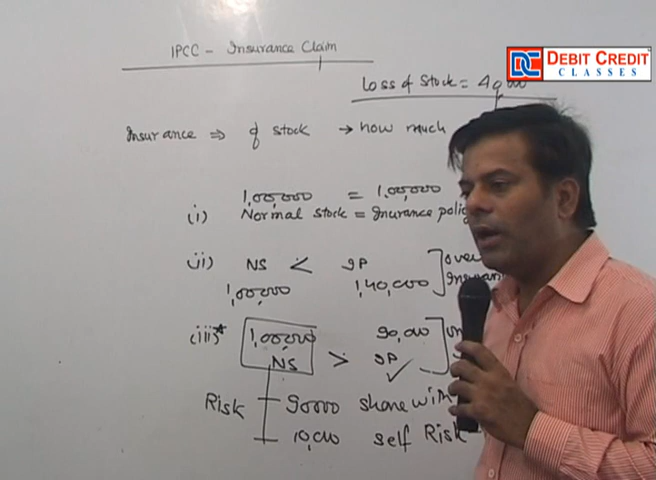 IPCC - Insurance Claim
DEBIT CREDIT
CLASSES
Loss of Stock = 40,000
Insurance ⇒ of stock → how much
1,00,000 = 1,00,000
(i) Normal stock = Insurance policy
(ii) NS < IP
1,00,000 1,40,000
over
Insuran
(iii)* 1,00,000 90,000
NS > IP ✓
Risk 90000 share with
10,000 self Risk